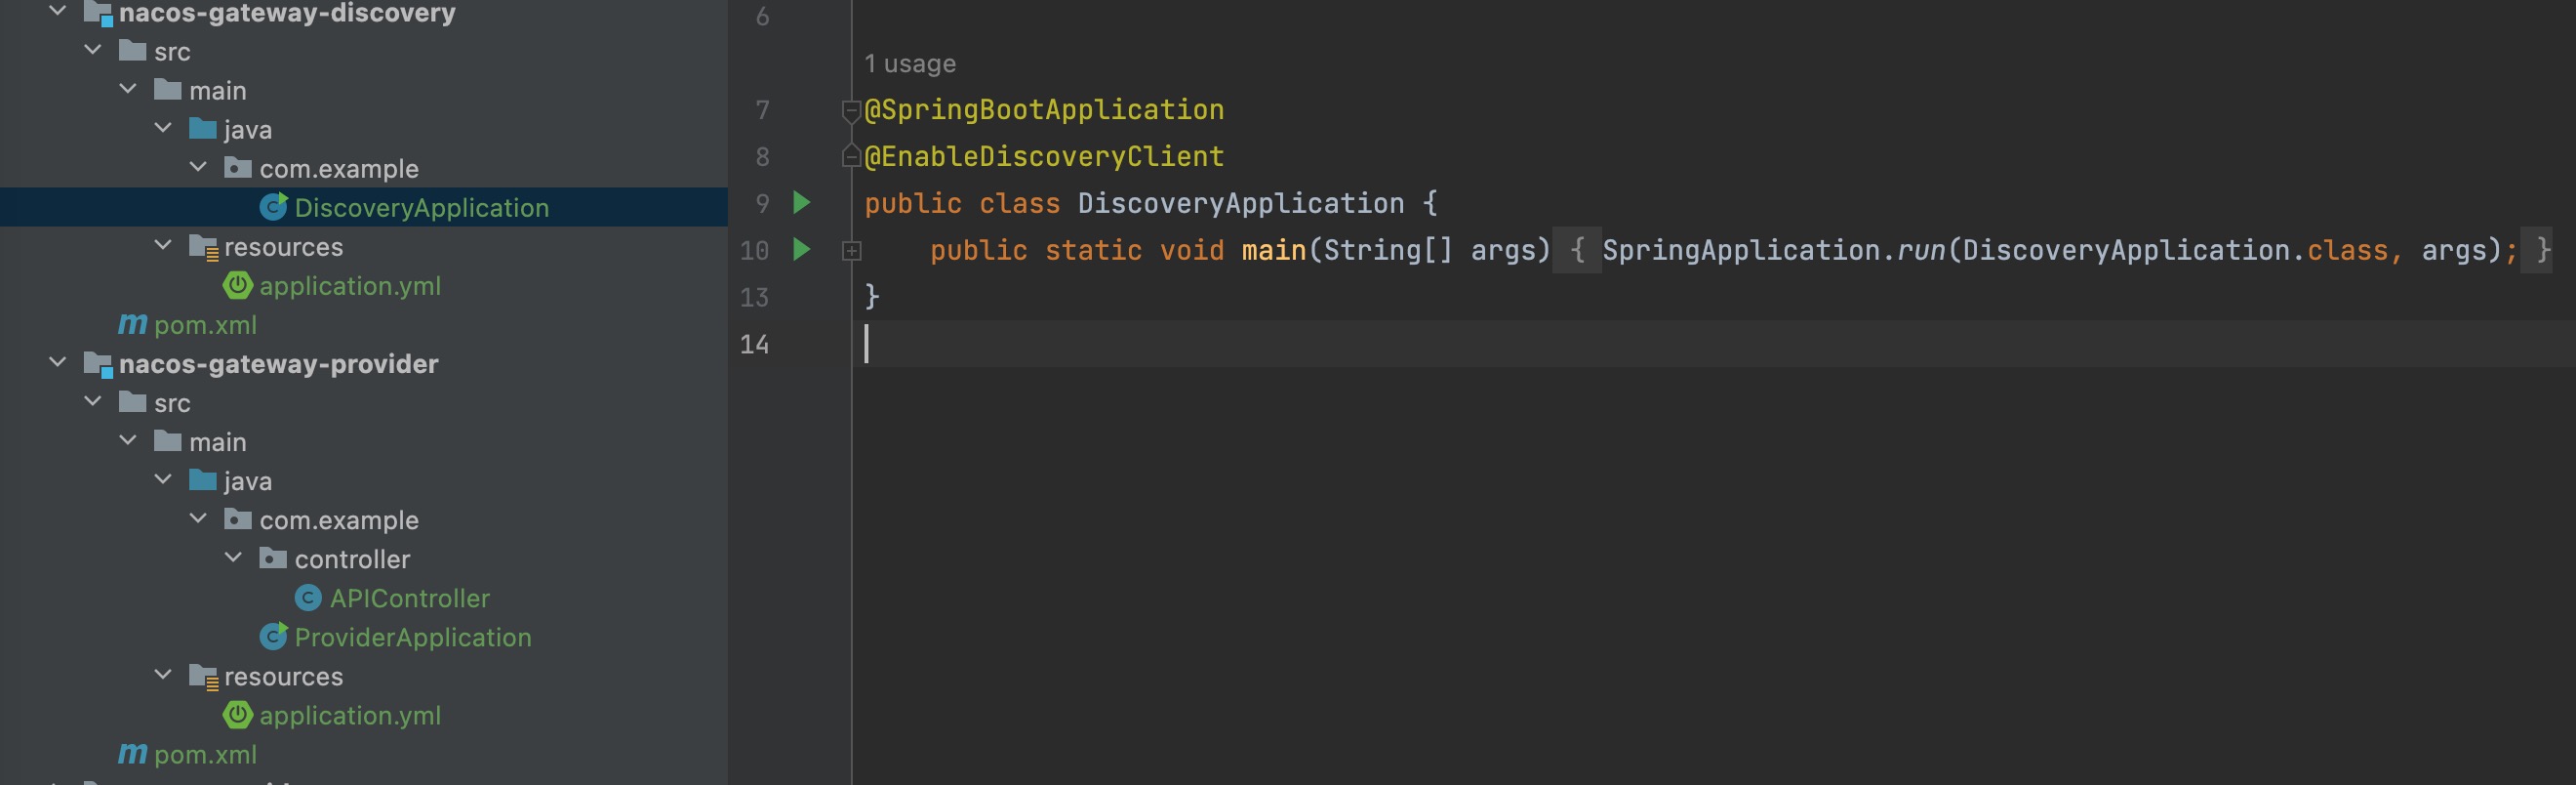 nacos-gateway-discovery
src
main
java
com.example
DiscoveryApplication
resources
application.yml
pom.xml
nacos-gateway-provider
src
main
java
com.example
controller
APIController
ProviderApplication
resources
application.yml
pom.xml
6
1 usage
7 @SpringBootApplication
8 @EnableDiscoveryClient
9 public class DiscoveryApplication {
10 public static void main(String[] args) { SpringApplication.run(DiscoveryApplication.class, args); }
13 }
14